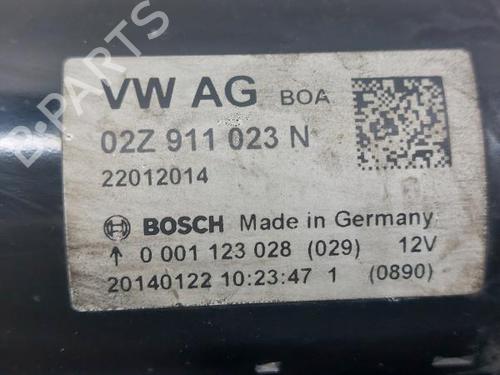 VW AG BOA
02Z 911 023 N
22012014
BOSCH Made in Germany
↑ 0 001 123 028 (029) 12V
20140122 10:23:47 1 (0890)
B-PARTS